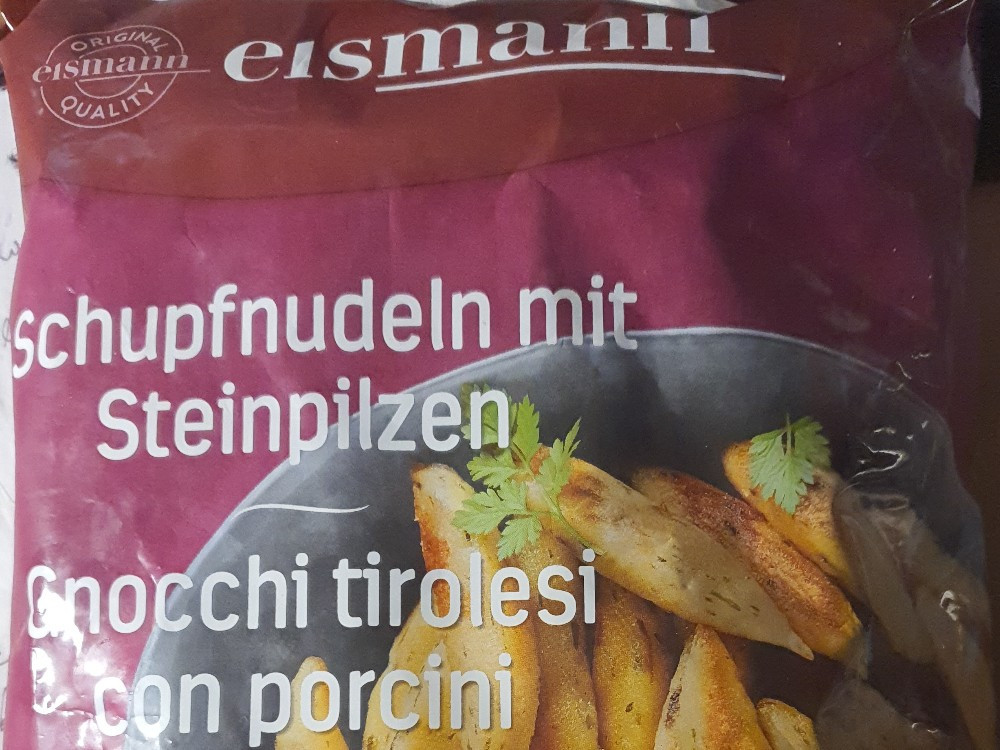 ORIGINAL
eismann
QUALITY
eismann
Schupfnudeln mit
Steinpilzen
Gnocchi tirolesi
con porcini